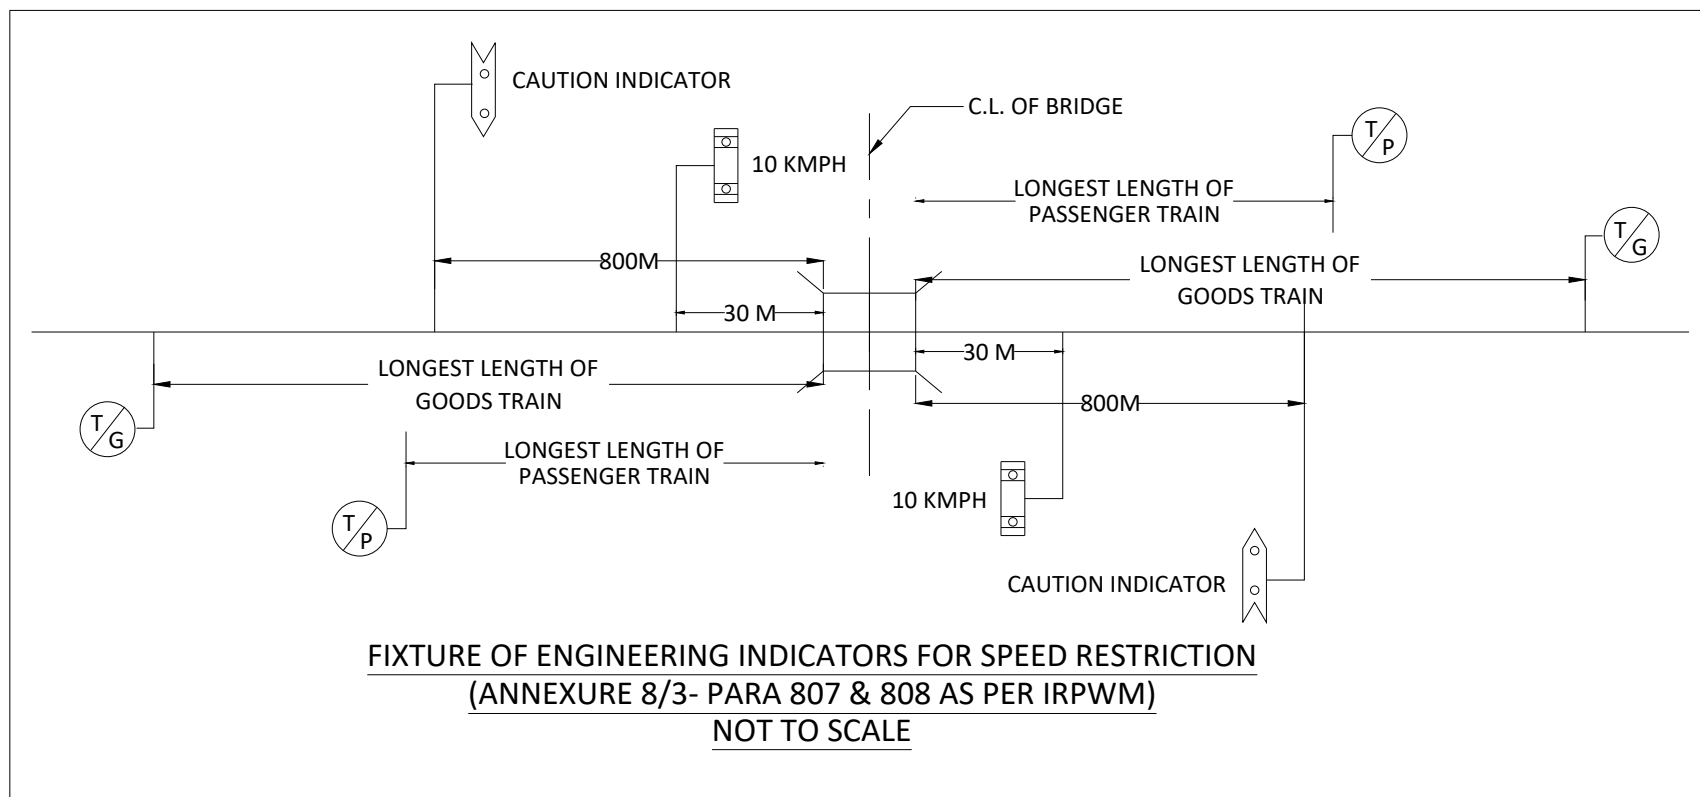 CAUTION INDICATOR
C.L. OF BRIDGE
T/P
10 KMPH
LONGEST LENGTH OF
PASSENGER TRAIN
T/G
800M
LONGEST LENGTH OF
GOODS TRAIN
30 M
30 M
LONGEST LENGTH OF
GOODS TRAIN
800M
T/G
LONGEST LENGTH OF
PASSENGER TRAIN
10 KMPH
T/P
CAUTION INDICATOR
FIXTURE OF ENGINEERING INDICATORS FOR SPEED RESTRICTION
(ANNEXURE 8/3- PARA 807 & 808 AS PER IRPWM)
NOT TO SCALE